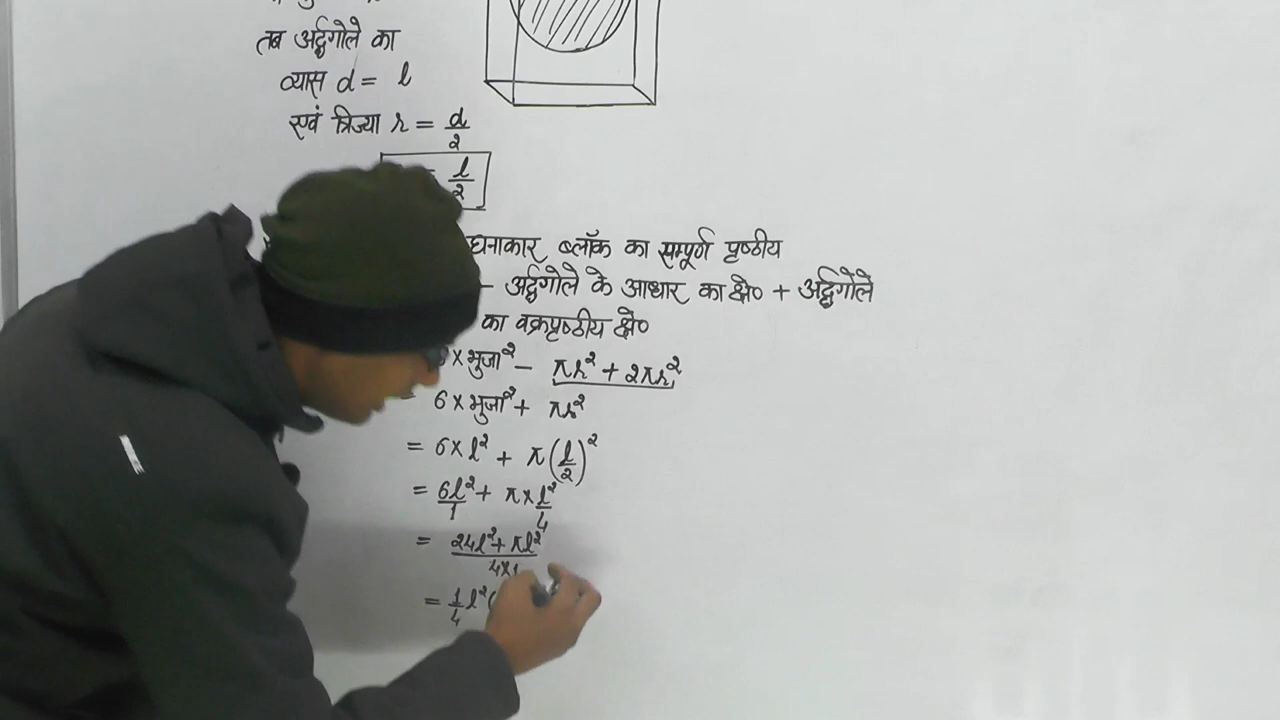 तब अर्द्धगोले का
व्यास d = l
एवं त्रिज्या r = d/2
l/2
घनाकार ब्लॉक का सम्पूर्ण पृष्ठीय
- अर्द्धगोले के आधार का क्षे० + अर्द्धगोले
का वक्रपृष्ठीय क्षे०
× भुजा² - πr² + 2πr²
6 × भुजा² + πr²
= 6 × l² + π(l/2)²
= 6l²/1 + π × l²/4
= 24l² + πl² / 4×1
= 1/4 l² (